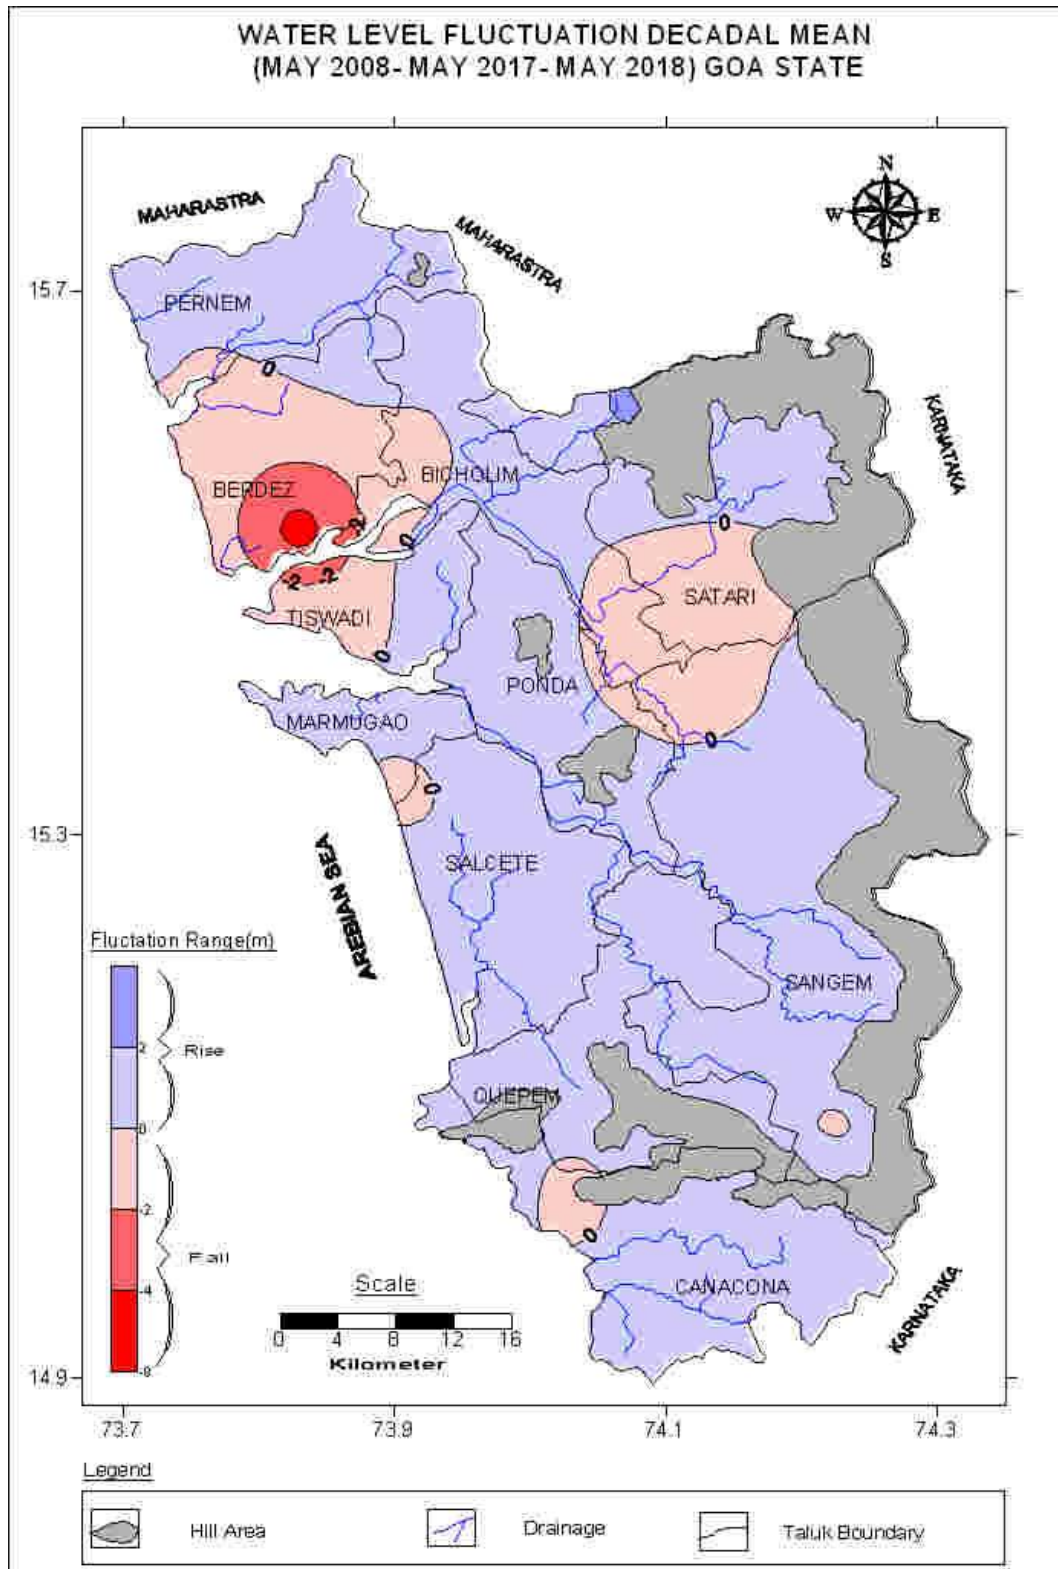 WATER LEVEL FLUCTUATION DECADAL MEAN
(MAY 2008- MAY 2017- MAY 2018) GOA STATE
N
W E
S
MAHARASTRA
MAHARASTRA
15.7
PERNEM
KARNATAKA
0
BICHOLIM
BERDEZ
-2
0
0
-2
-2
SATARI
TISWADI
0
PONDA
MARMUGAO
0
0
15.3
SALCETE
AREBIAN SEA
Fluctation Range(m)
SANGEM
2
Rise
QUEPEM
0
-2
0
Fall
-4
CANACONA
Scale
KARNATAKA
0 4 8 12 16
Kilometer
-8
14.9
73.7 73.9 74.1 74.3
Legend
Hill Area
Drainage
Taluk Boundary